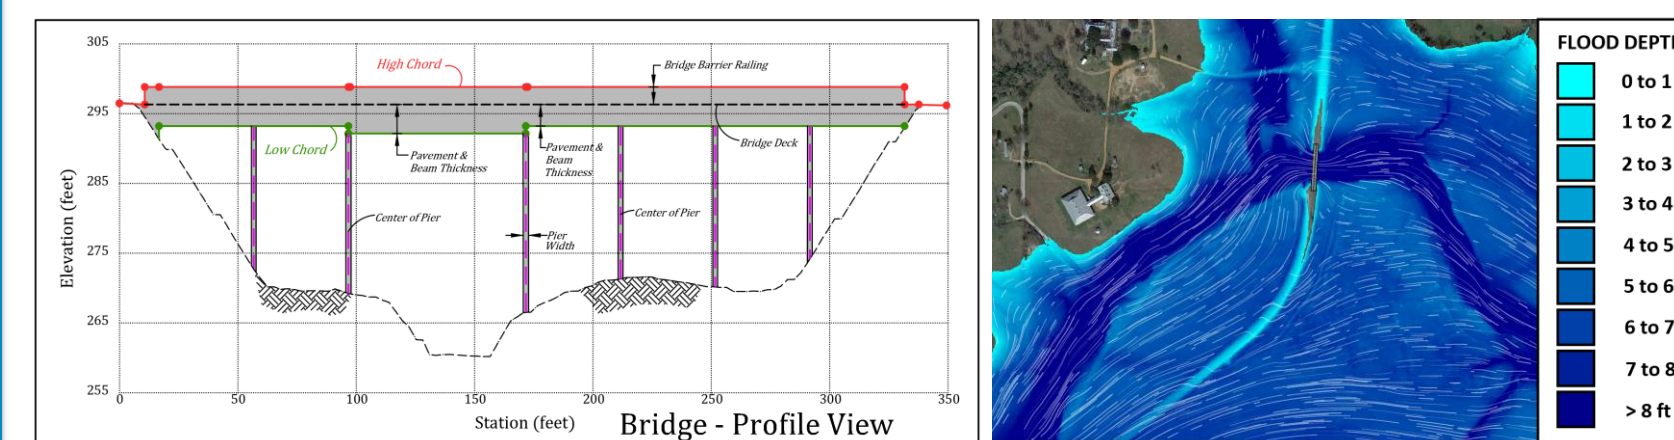 305
295
285
275
265
255
Elevation (feet)
High Chord
Bridge Barrier Railing
Low Chord
Pavement &
Beam Thickness
Pavement &
Beam
Thickness
Bridge Deck
Center of Pier
Center of Pier
Pier
Width
0 50 100 150 200 250 300 350
Station (feet)
Bridge - Profile View
FLOOD DEPT
0 to 1
1 to 2
2 to 3
3 to 4
4 to 5
5 to 6
6 to 7
7 to 8
> 8 ft